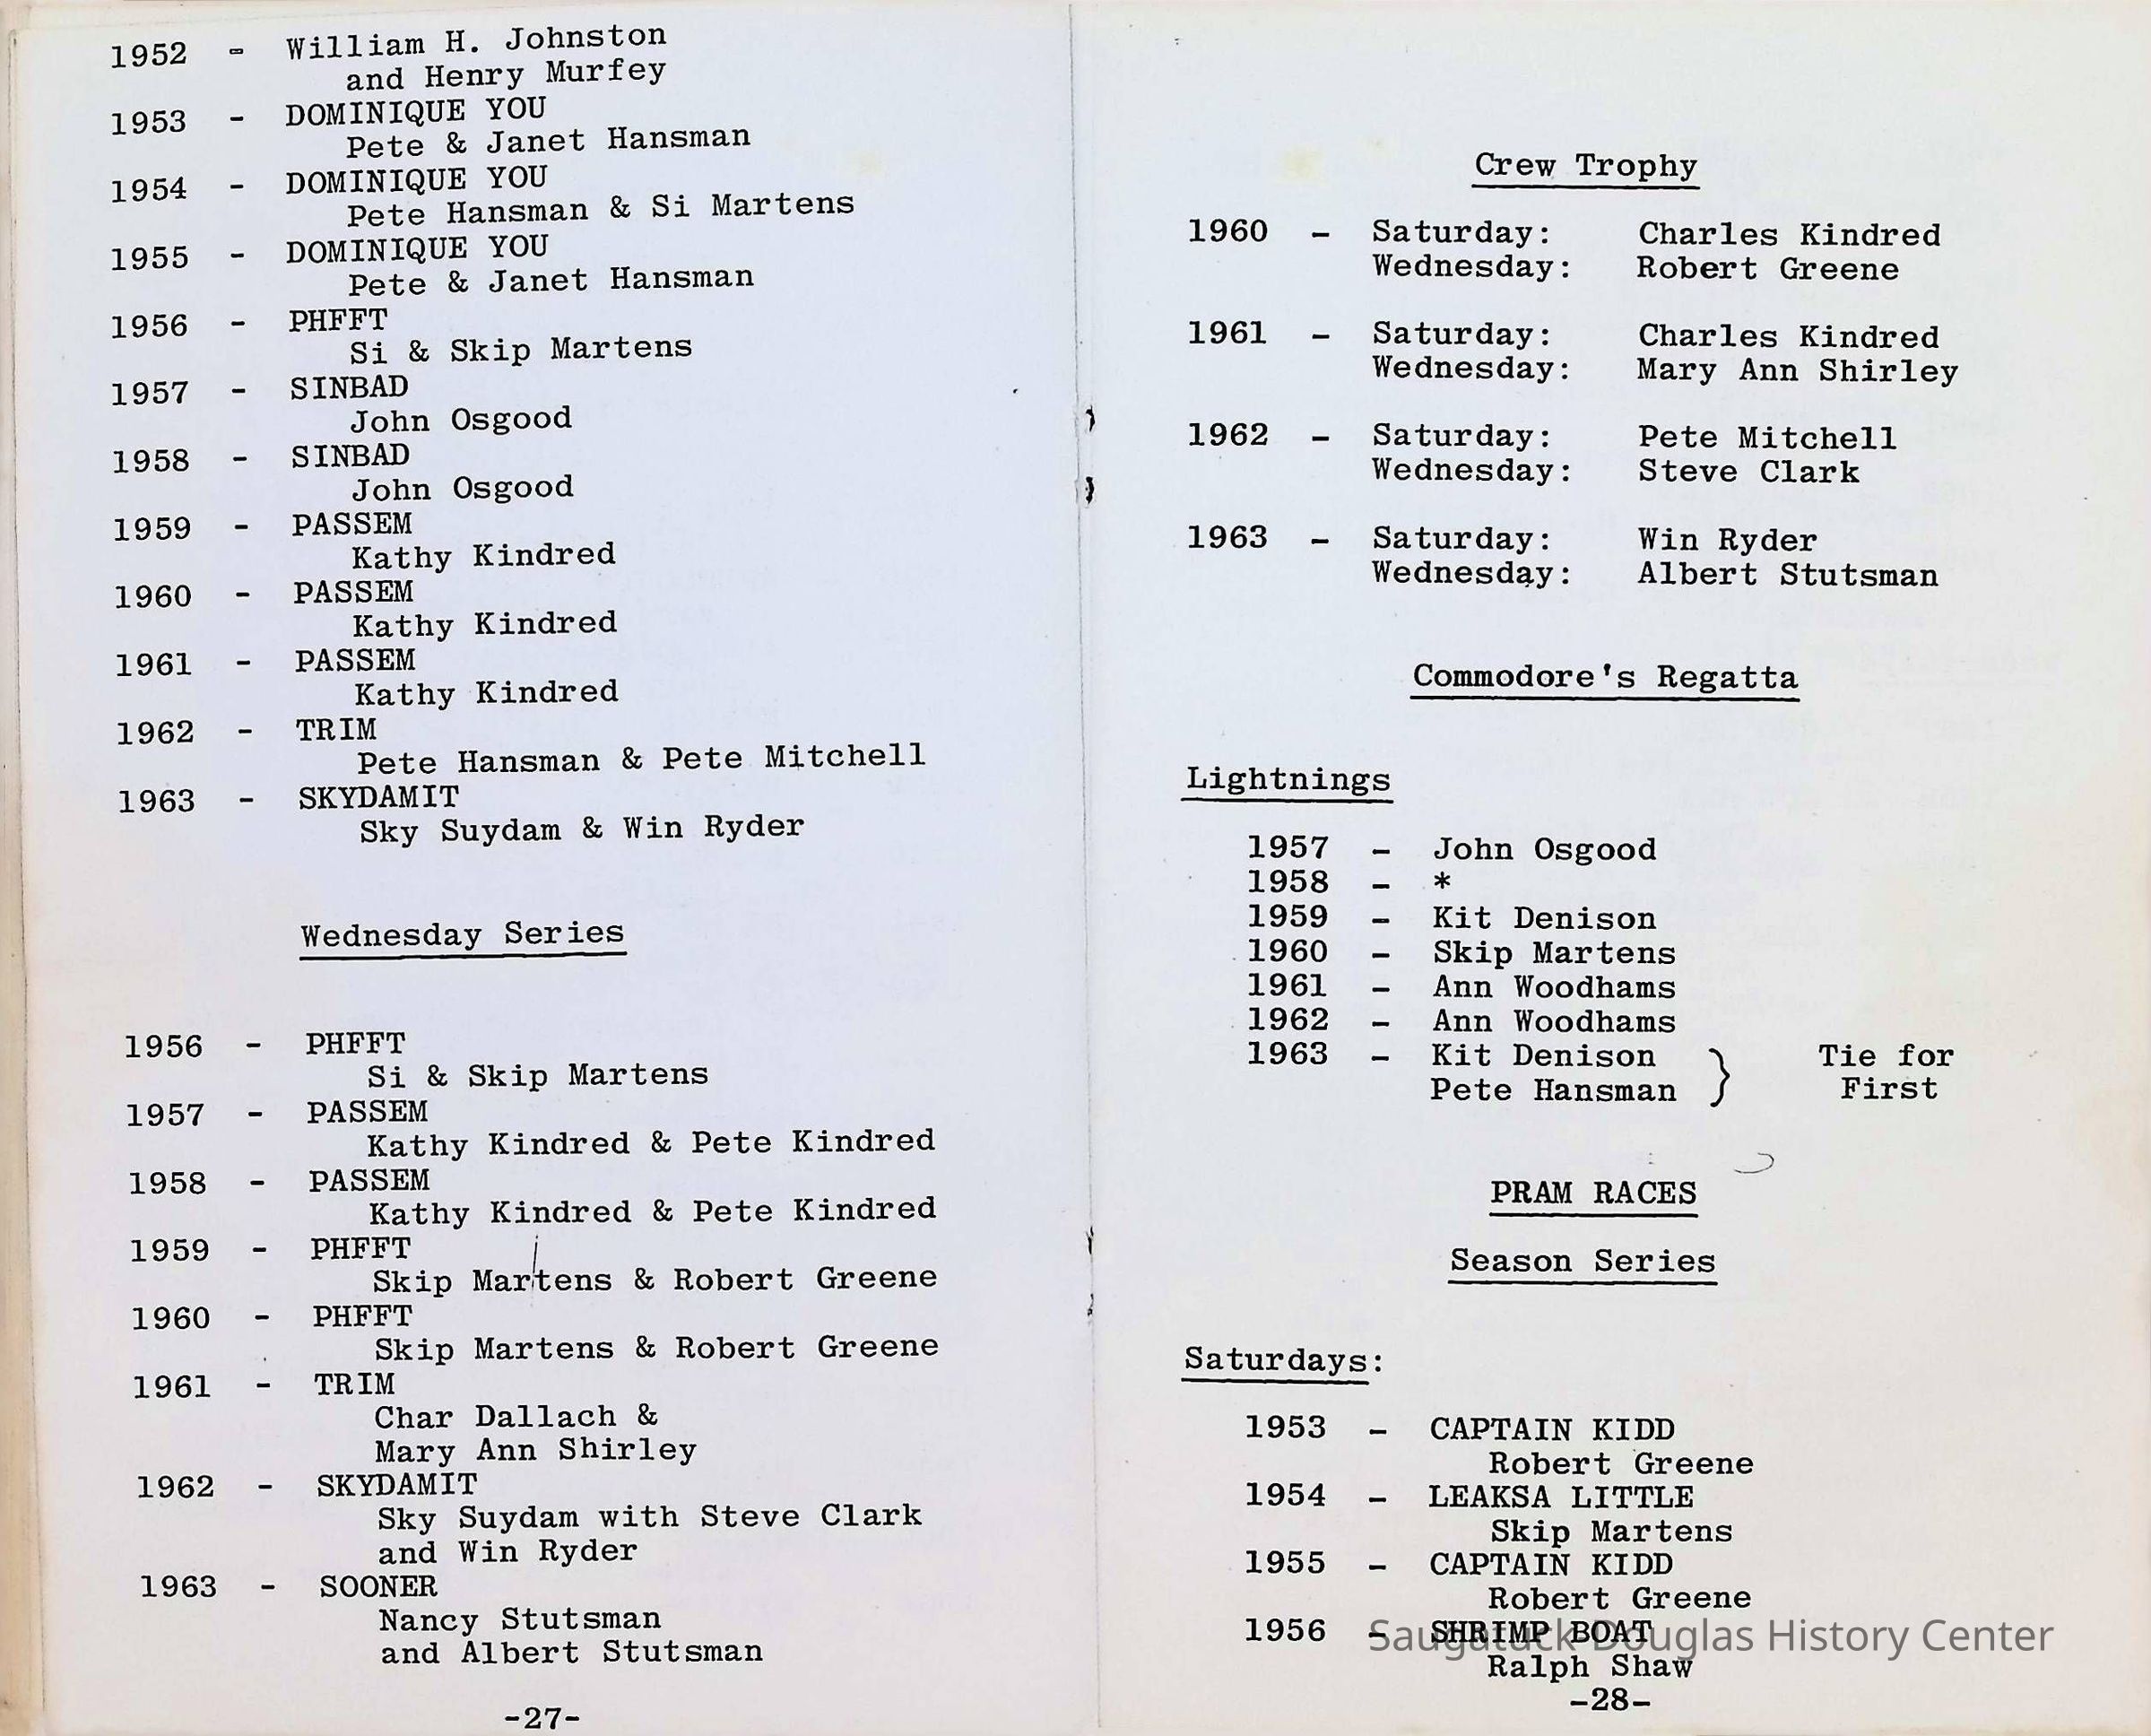 1952 - William H. Johnston
and Henry Murfey
1953 - DOMINIQUE YOU
Pete & Janet Hansman
1954 - DOMINIQUE YOU
Pete Hansman & Si Martens
1955 - DOMINIQUE YOU
Pete & Janet Hansman
1956 - PHFFT
Si & Skip Martens
1957 - SINBAD
John Osgood
1958 - SINBAD
John Osgood
1959 - PASSEM
Kathy Kindred
1960 - PASSEM
Kathy Kindred
1961 - PASSEM
Kathy Kindred
1962 - TRIM
Pete Hansman & Pete Mitchell
1963 - SKYDAMIT
Sky Suydam & Win Ryder
Wednesday Series
1956 - PHFFT
Si & Skip Martens
1957 - PASSEM
Kathy Kindred & Pete Kindred
1958 - PASSEM
Kathy Kindred & Pete Kindred
1959 - PHFFT
Skip Martens & Robert Greene
1960 - PHFFT
Skip Martens & Robert Greene
1961 - TRIM
Char Dallach &
Mary Ann Shirley
1962 - SKYDAMIT
Sky Suydam with Steve Clark
and Win Ryder
1963 - SOONER
Nancy Stutsman
and Albert Stutsman
-27-
Crew Trophy
1960 - Saturday: Charles Kindred
Wednesday: Robert Greene
1961 - Saturday: Charles Kindred
Wednesday: Mary Ann Shirley
1962 - Saturday: Pete Mitchell
Wednesday: Steve Clark
1963 - Saturday: Win Ryder
Wednesday: Albert Stutsman
Commodore's Regatta
Lightnings
1957 - John Osgood
1958 - *
1959 - Kit Denison
1960 - Skip Martens
1961 - Ann Woodhams
1962 - Ann Woodhams
1963 - Kit Denison } Tie for
Pete Hansman First
PRAM RACES
Season Series
Saturdays:
1953 - CAPTAIN KIDD
Robert Greene
1954 - LEAKSA LITTLE
Skip Martens
1955 - CAPTAIN KIDD
Robert Greene
1956 - SHRIMP BOAT
Saugatuck-Douglas History Center
Ralph Shaw
-28-